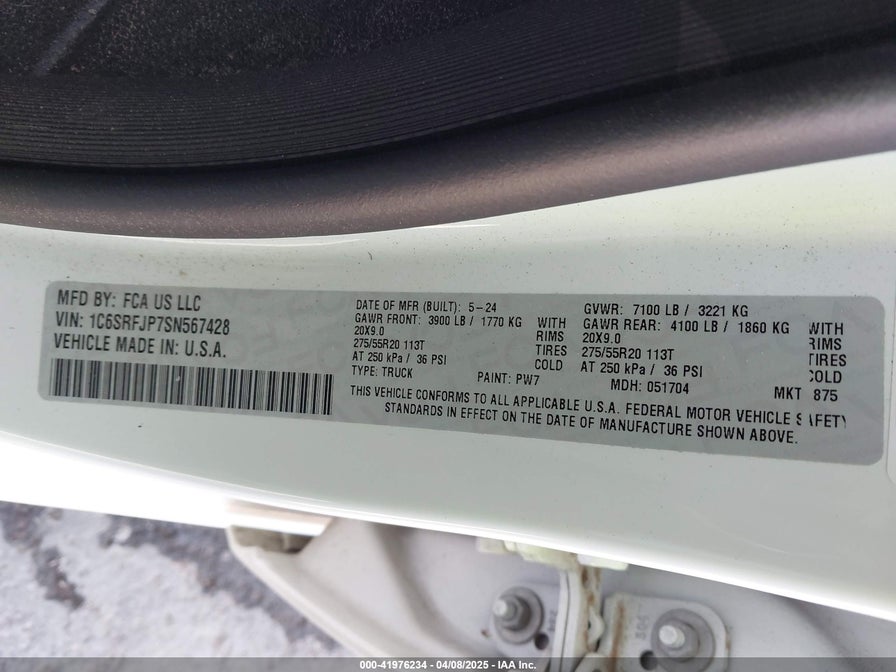 MFD BY: FCA US LLC
VIN: 1C6SRFJP7SN567428
VEHICLE MADE IN: U.S.A.
DATE OF MFR (BUILT): 5-24
GAWR FRONT: 3900 LB / 1770 KG WITH
20X9.0 RIMS
275/55R20 113T TIRES
AT 250 kPa / 36 PSI COLD
TYPE: TRUCK PAINT: PW7
GVWR: 7100 LB / 3221 KG
GAWR REAR: 4100 LB / 1860 KG WITH
20X9.0 RIMS
275/55R20 113T TIRES
AT 250 kPa / 36 PSI COLD
MDH: 051704 MKT 875
THIS VEHICLE CONFORMS TO ALL APPLICABLE U.S.A. FEDERAL MOTOR VEHICLE SAFETY
STANDARDS IN EFFECT ON THE DATE OF MANUFACTURE SHOWN ABOVE.
000-41976234 - 04/08/2025 - IAA Inc.